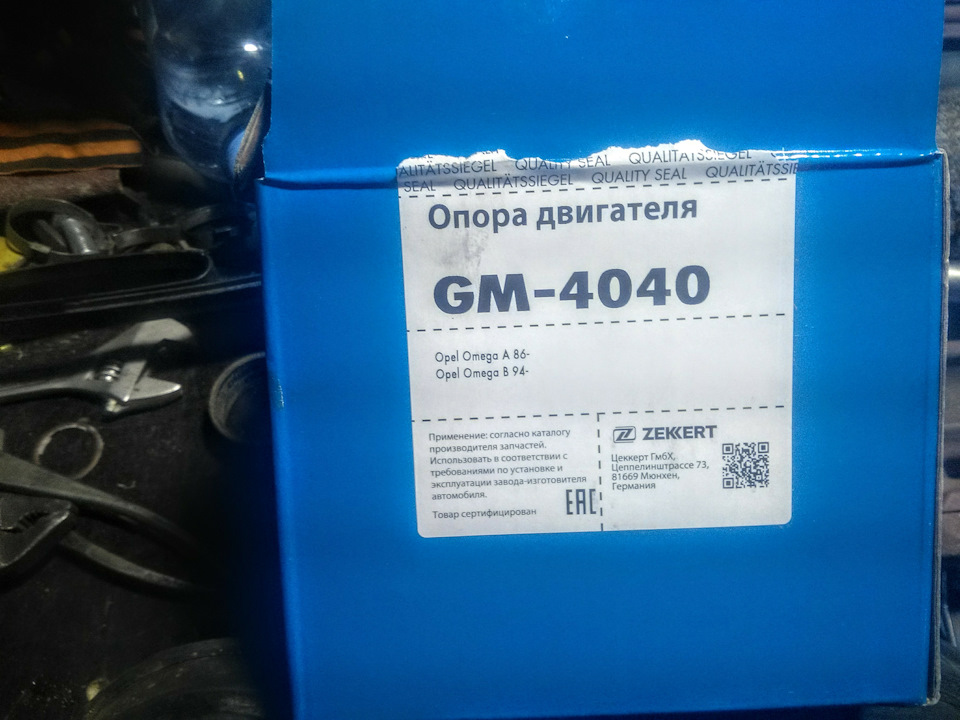 ALITÄTSSIEGEL QUALITY SEAL QUALITÄTSSIEGEL
SEAL QUALITÄTSSIEGEL QUALITY SEAL QUALITÄTSSIE
Опора двигателя
GM-4040
Opel Omega A 86-
Opel Omega B 94-
Применение: согласно каталогу
производителя запчастей.
Использовать в соответствии с
требованиями по установке и
эксплуатации завода-изготовителя
автомобиля.
Товар сертифицирован
EAC
ZEKKERT
Цеккерт ГмбХ,
Цеппелинштрассе 73,
81669 Мюнхен,
Германия